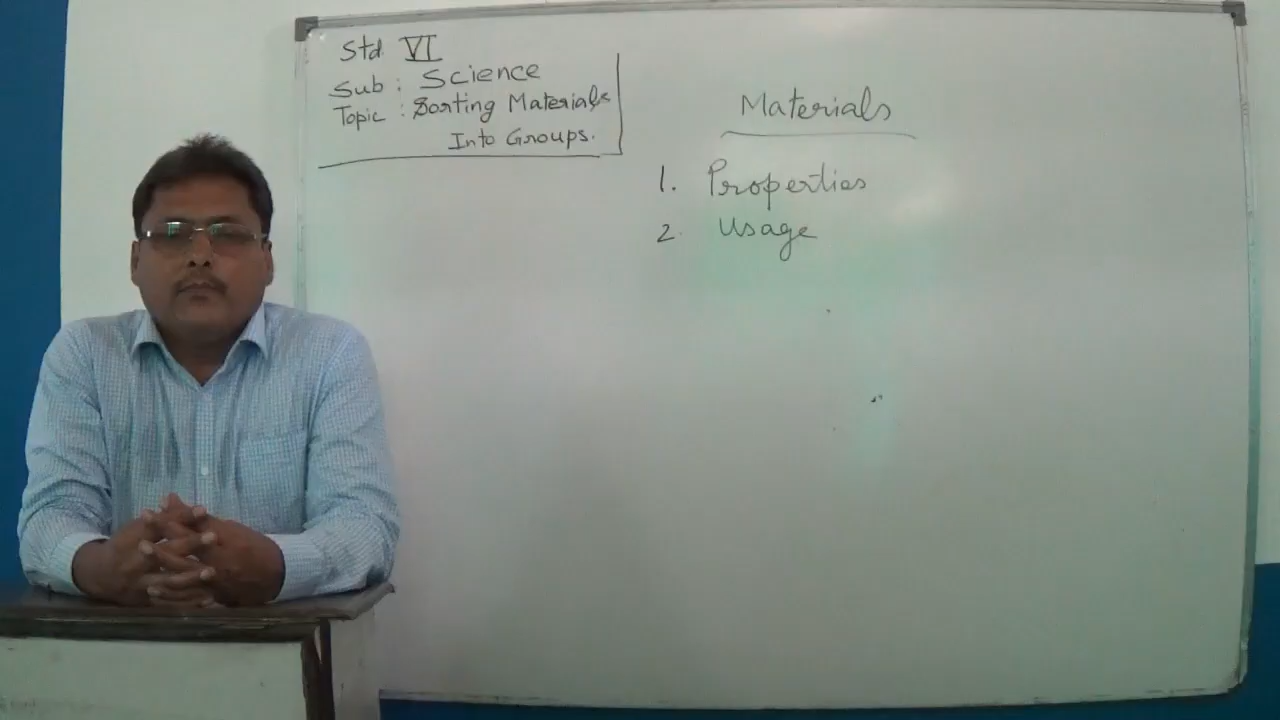 Std VI
Sub : Science
Topic : Sorting Materials
Into Groups.
Materials
1. Properties
2. Usage